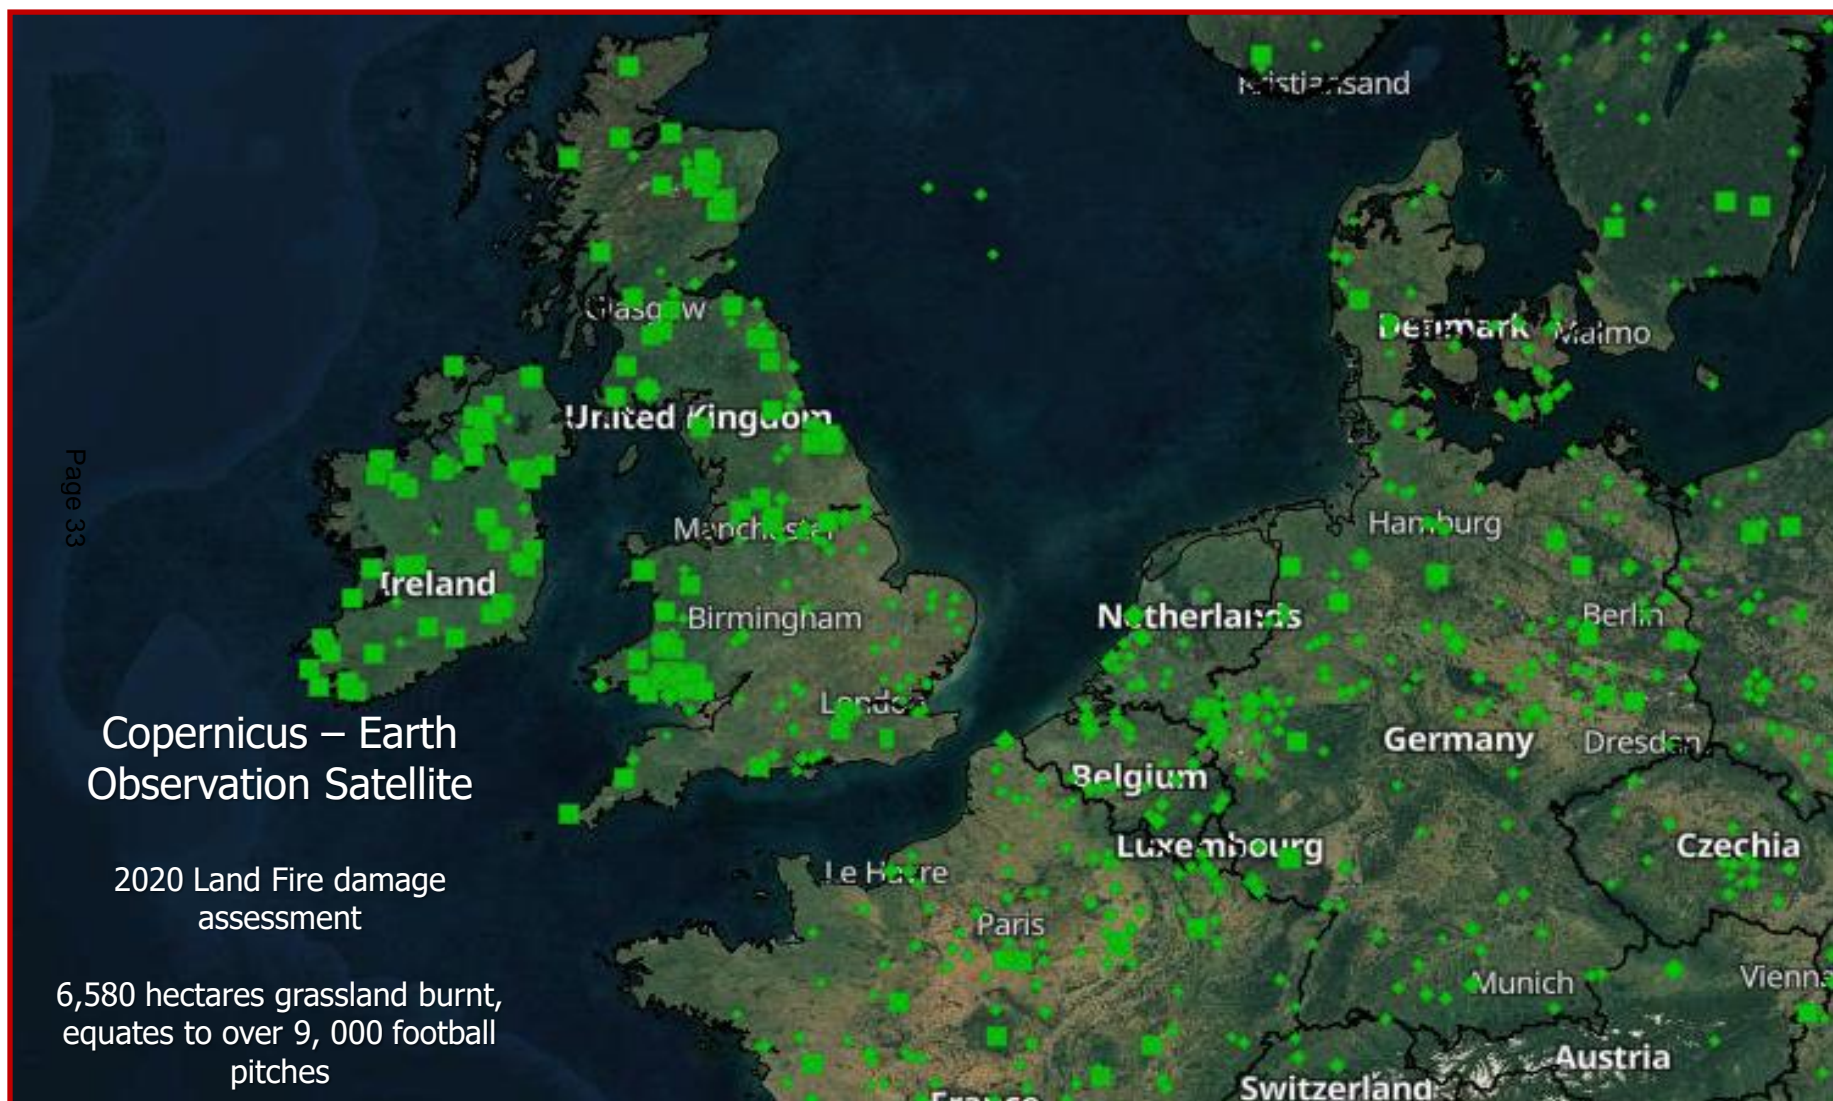 Kristiansand
Glasgow
Denmark
Malmo
United Kingdom
Page 33
Manchester
Hamburg
Ireland
Birmingham
Netherlands
Berlin
London
Copernicus – Earth
Observation Satellite
Germany
Dresden
Belgium
Luxembourg
Czechia
Le Havre
2020 Land Fire damage
assessment
Paris
Munich
Vienna
6,580 hectares grassland burnt,
equates to over 9, 000 football
pitches
Austria
Switzerland
France